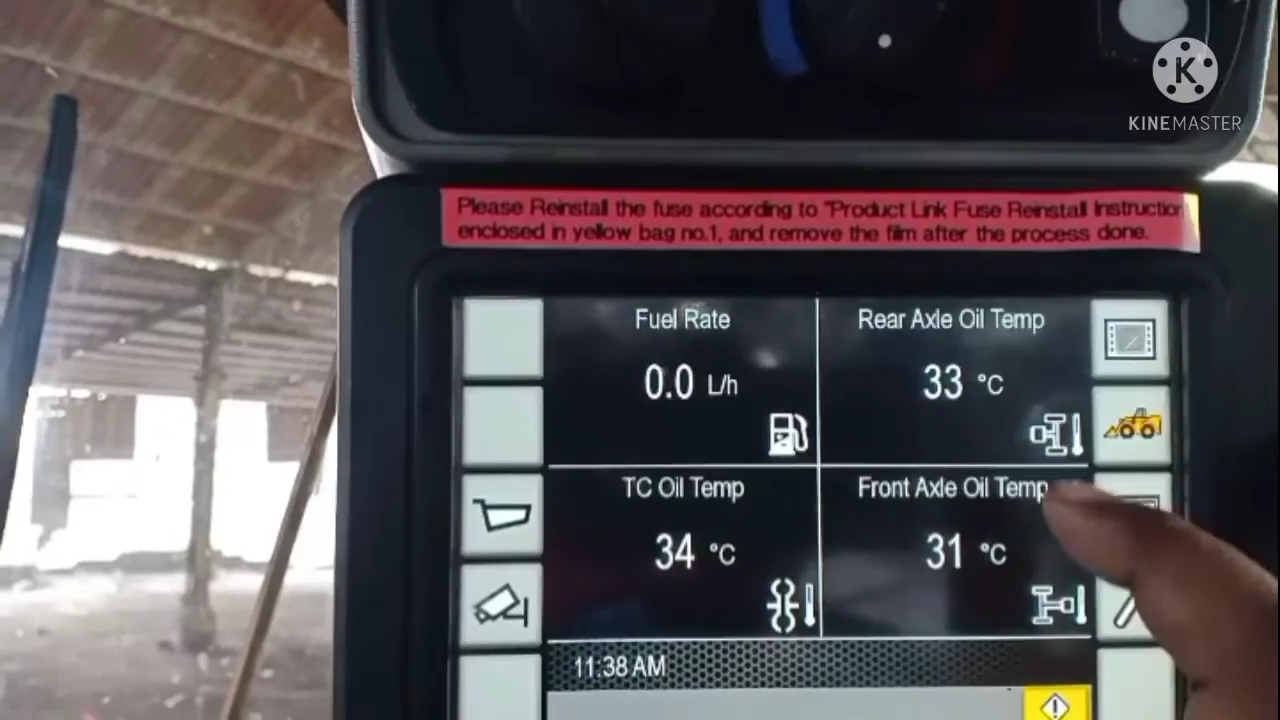 K
KINEMASTER
Please Reinstall the fuse according to "Product Link Fuse Reinstall Instruction
enclosed in yellow bag no.1, and remove the film after the process done.
Fuel Rate
0.0 L/h
Rear Axle Oil Temp
33 °C
TC Oil Temp
34 °C
Front Axle Oil Temp
31 °C
11:38 AM